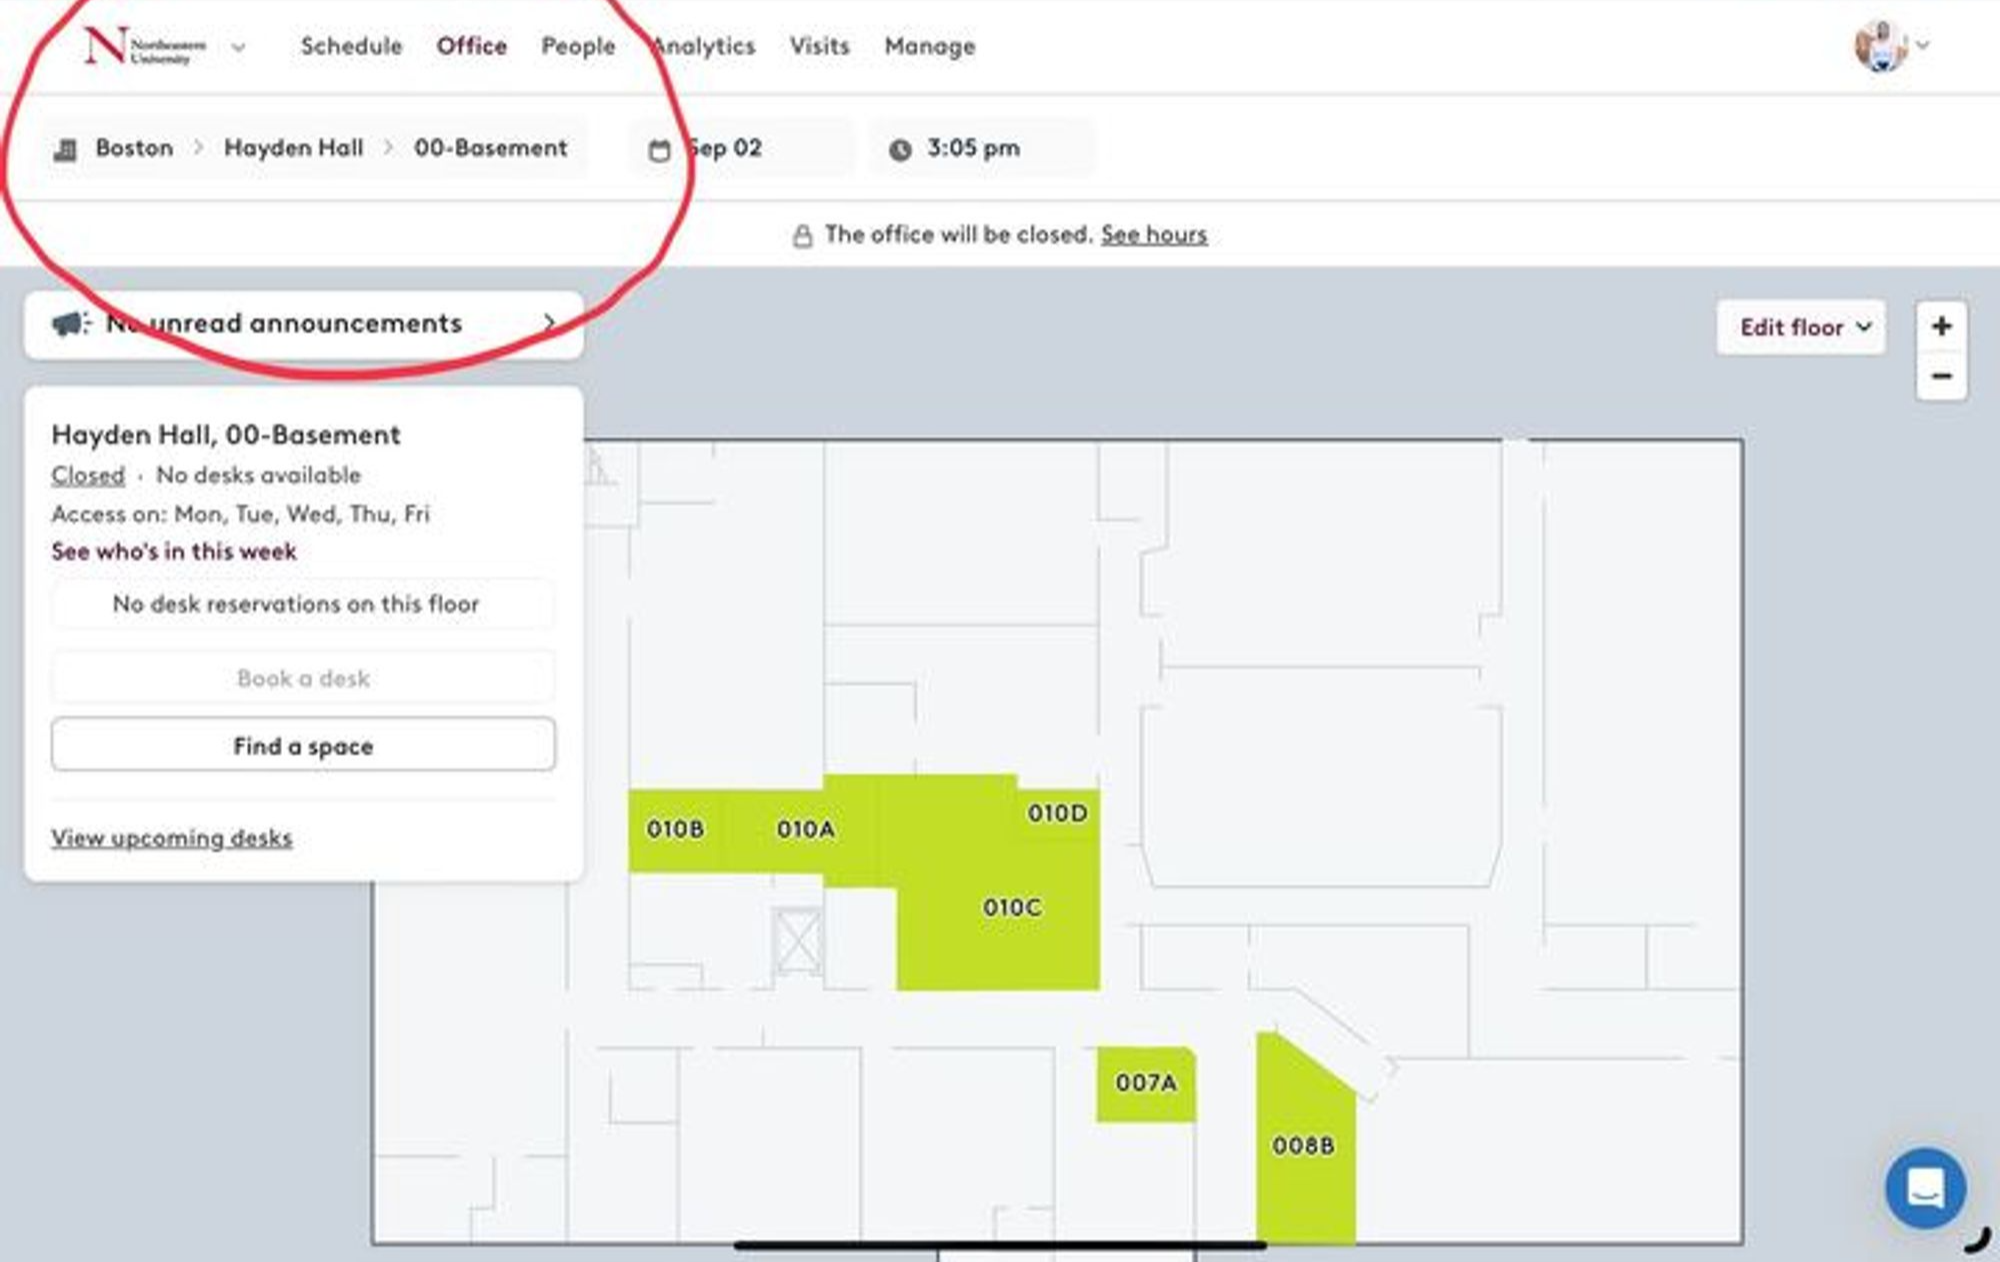 Northeastern
University
Schedule Office People Analytics Visits Manage
Boston > Hayden Hall > 00-Basement Sep 02 3:05 pm
The office will be closed. See hours
No unread announcements
Edit floor
+
−
Hayden Hall, 00-Basement
Closed · No desks available
Access on: Mon, Tue, Wed, Thu, Fri
See who's in this week
No desk reservations on this floor
Book a desk
Find a space
View upcoming desks
010B 010A 010D
010C
007A
008B